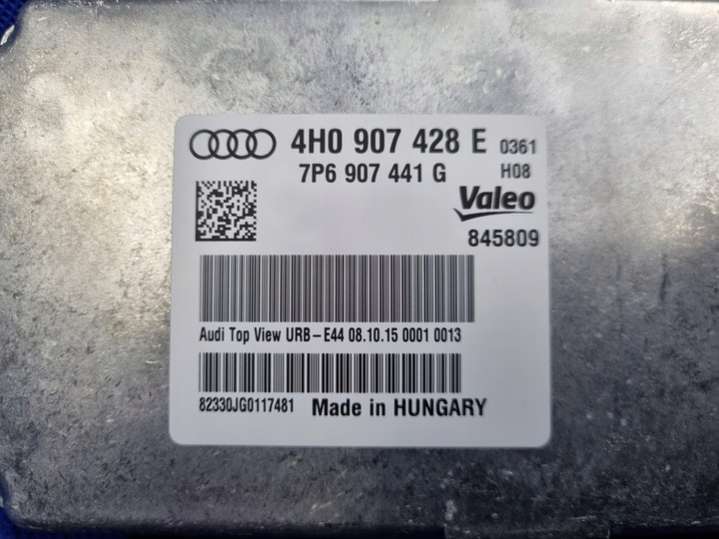 4H0 907 428 E 0361
7P6 907 441 G H08
Valeo
845809
Audi Top View URB-E44 08.10.15 0001 0013
82330JG0117481 Made in HUNGARY